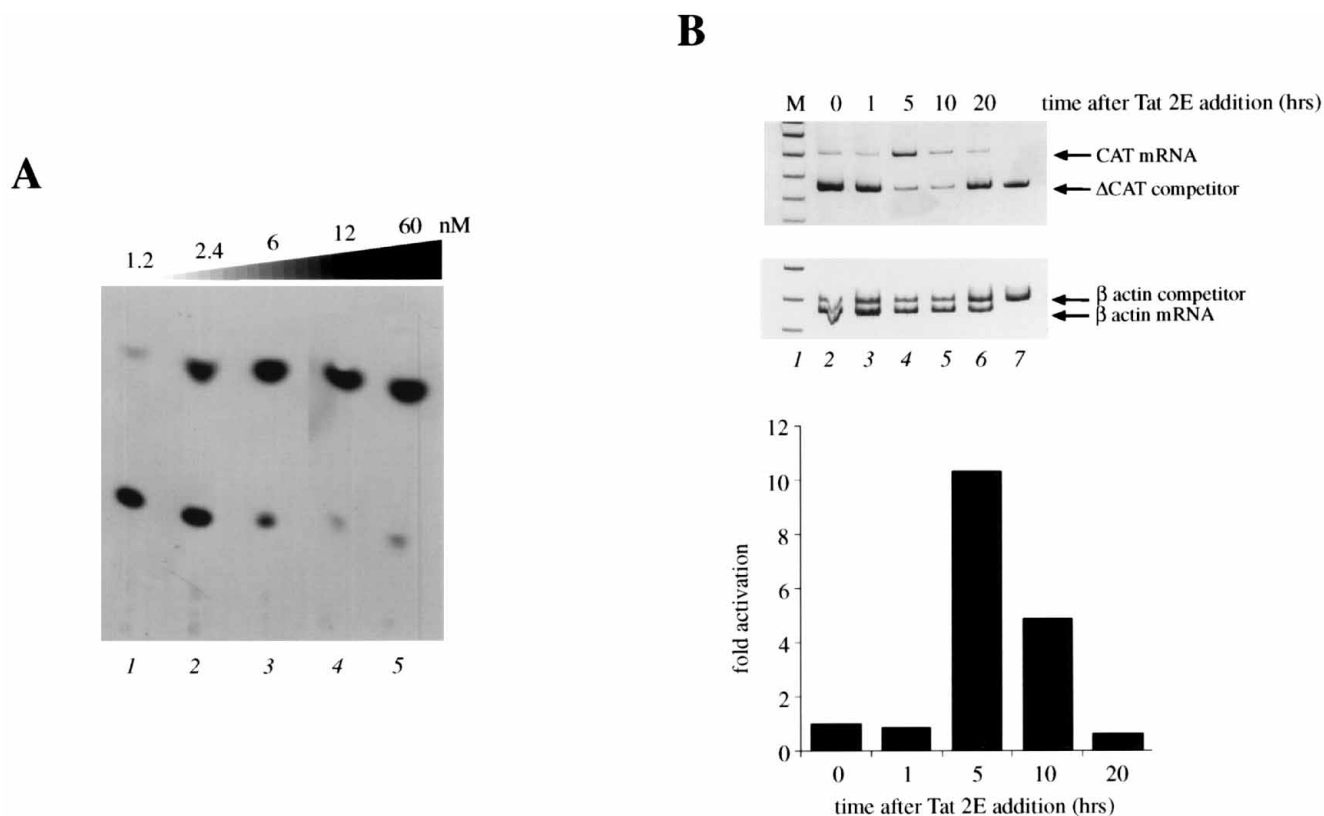 A
1.2 2.4 6 12 60 nM
1 2 3 4 5
B
M 0 1 5 10 20 time after Tat 2E addition (hrs)
CAT mRNA
ΔCAT competitor
β actin competitor
β actin mRNA
1 2 3 4 5 6 7
12
10
8
6
4
2
0
fold activation
0 1 5 10 20
time after Tat 2E addition (hrs)